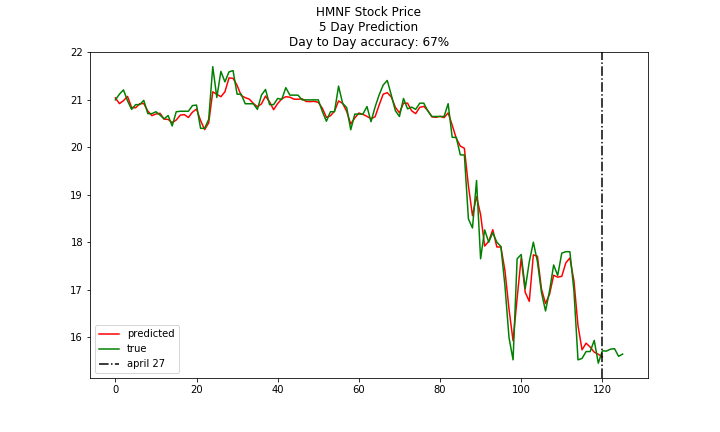 HMNF Stock Price
5 Day Prediction
Day to Day accuracy: 67%
22
21
20
19
18
17
16
predicted
true
april 27
0 20 40 60 80 100 120